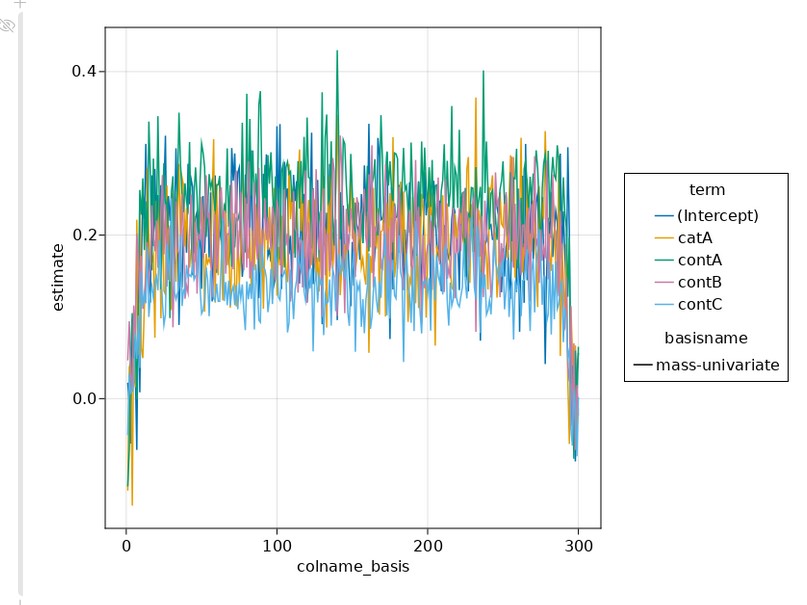 0.4
0.2
0.0
estimate
0
100
200
300
colname_basis
term
(Intercept)
catA
contA
contB
contC
basisname
mass-univariate